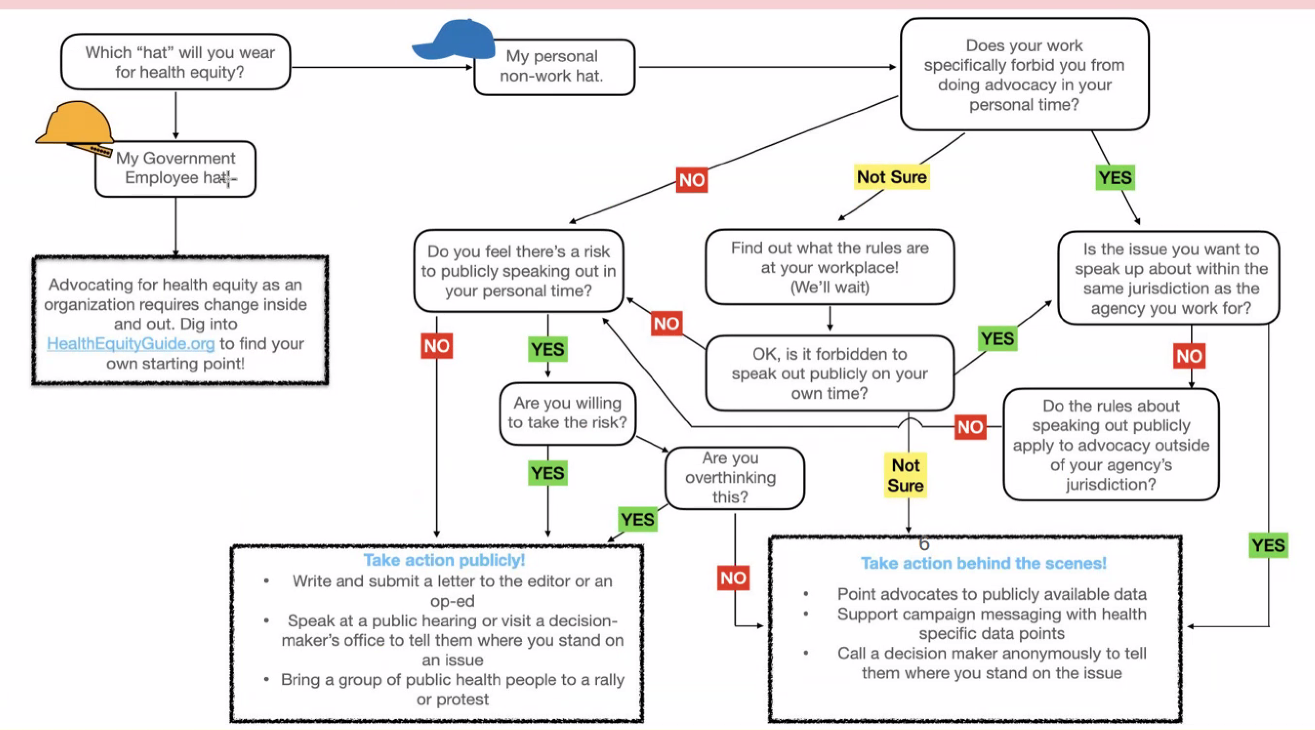 Which “hat” will you wear
for health equity?
My personal
non-work hat.
Does your work
specifically forbid you from
doing advocacy in your
personal time?
My Government
Employee hat!
NO
Not Sure
YES
Do you feel there’s a risk
to publicly speaking out in
your personal time?
Find out what the rules are
at your workplace!
(We’ll wait)
Is the issue you want to
speak up about within the
same jurisdiction as the
agency you work for?
Advocating for health equity as an
organization requires change inside
and out. Dig into
HealthEquityGuide.org to find your
own starting point!
NO
YES
NO
OK, is it forbidden to
speak out publicly on your
own time?
YES
NO
Are you willing
to take the risk?
Do the rules about
speaking out publicly
apply to advocacy outside
of your agency’s
jurisdiction?
NO
YES
Are you
overthinking
this?
Not
Sure
YES
NO
YES
Take action publicly!
• Write and submit a letter to the editor or an
op-ed
• Speak at a public hearing or visit a decision-
maker’s office to tell them where you stand on
an issue
• Bring a group of public health people to a rally
or protest
6
Take action behind the scenes!
• Point advocates to publicly available data
• Support campaign messaging with health
specific data points
• Call a decision maker anonymously to tell
them where you stand on the issue